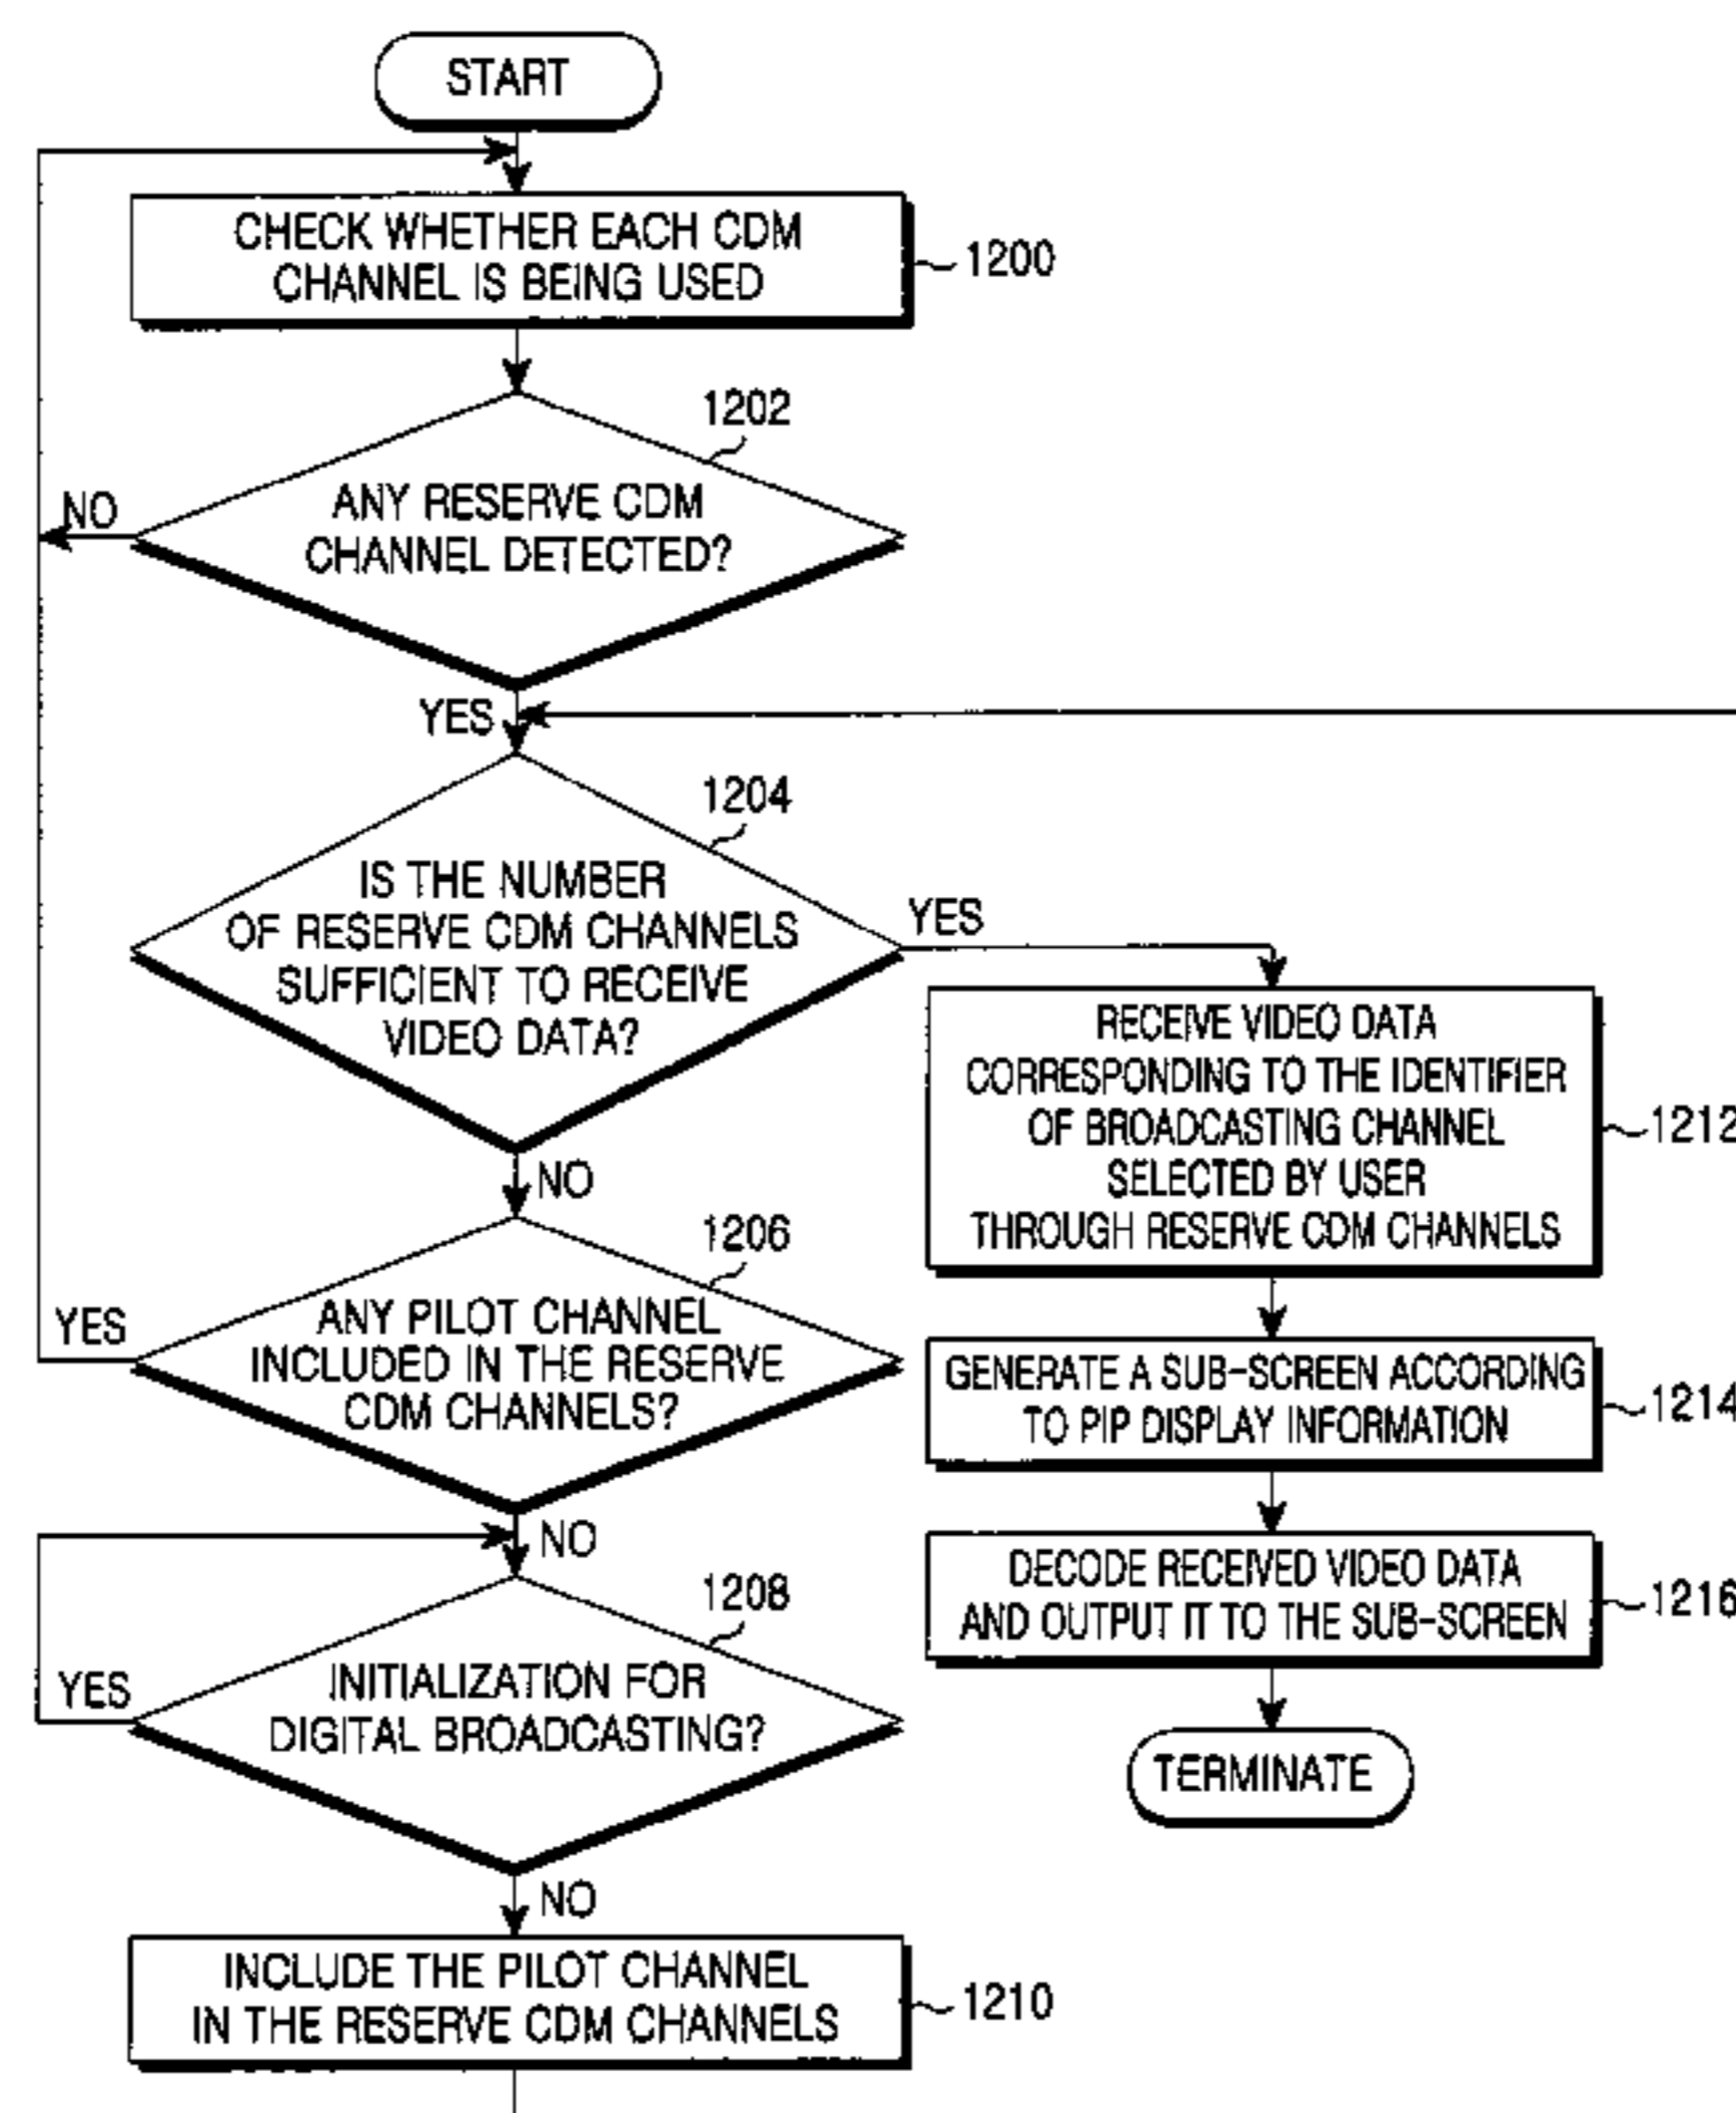 START
CHECK WHETHER EACH CDM
CHANNEL IS BEING USED
1200
1202
ANY RESERVE CDM
CHANNEL DETECTED?
NO
YES
1204
IS THE NUMBER
OF RESERVE CDM CHANNELS
SUFFICIENT TO RECEIVE
VIDEO DATA?
YES
NO
1206
ANY PILOT CHANNEL
INCLUDED IN THE RESERVE
CDM CHANNELS?
YES
NO
1208
INITIALIZATION FOR
DIGITAL BROADCASTING?
YES
NO
INCLUDE THE PILOT CHANNEL
IN THE RESERVE CDM CHANNELS
1210
RECEIVE VIDEO DATA
CORRESPONDING TO THE IDENTIFIER
OF BROADCASTING CHANNEL
SELECTED BY USER
THROUGH RESERVE CDM CHANNELS
1212
GENERATE A SUB-SCREEN ACCORDING
TO PIP DISPLAY INFORMATION
1214
DECODE RECEIVED VIDEO DATA
AND OUTPUT IT TO THE SUB-SCREEN
1216
TERMINATE